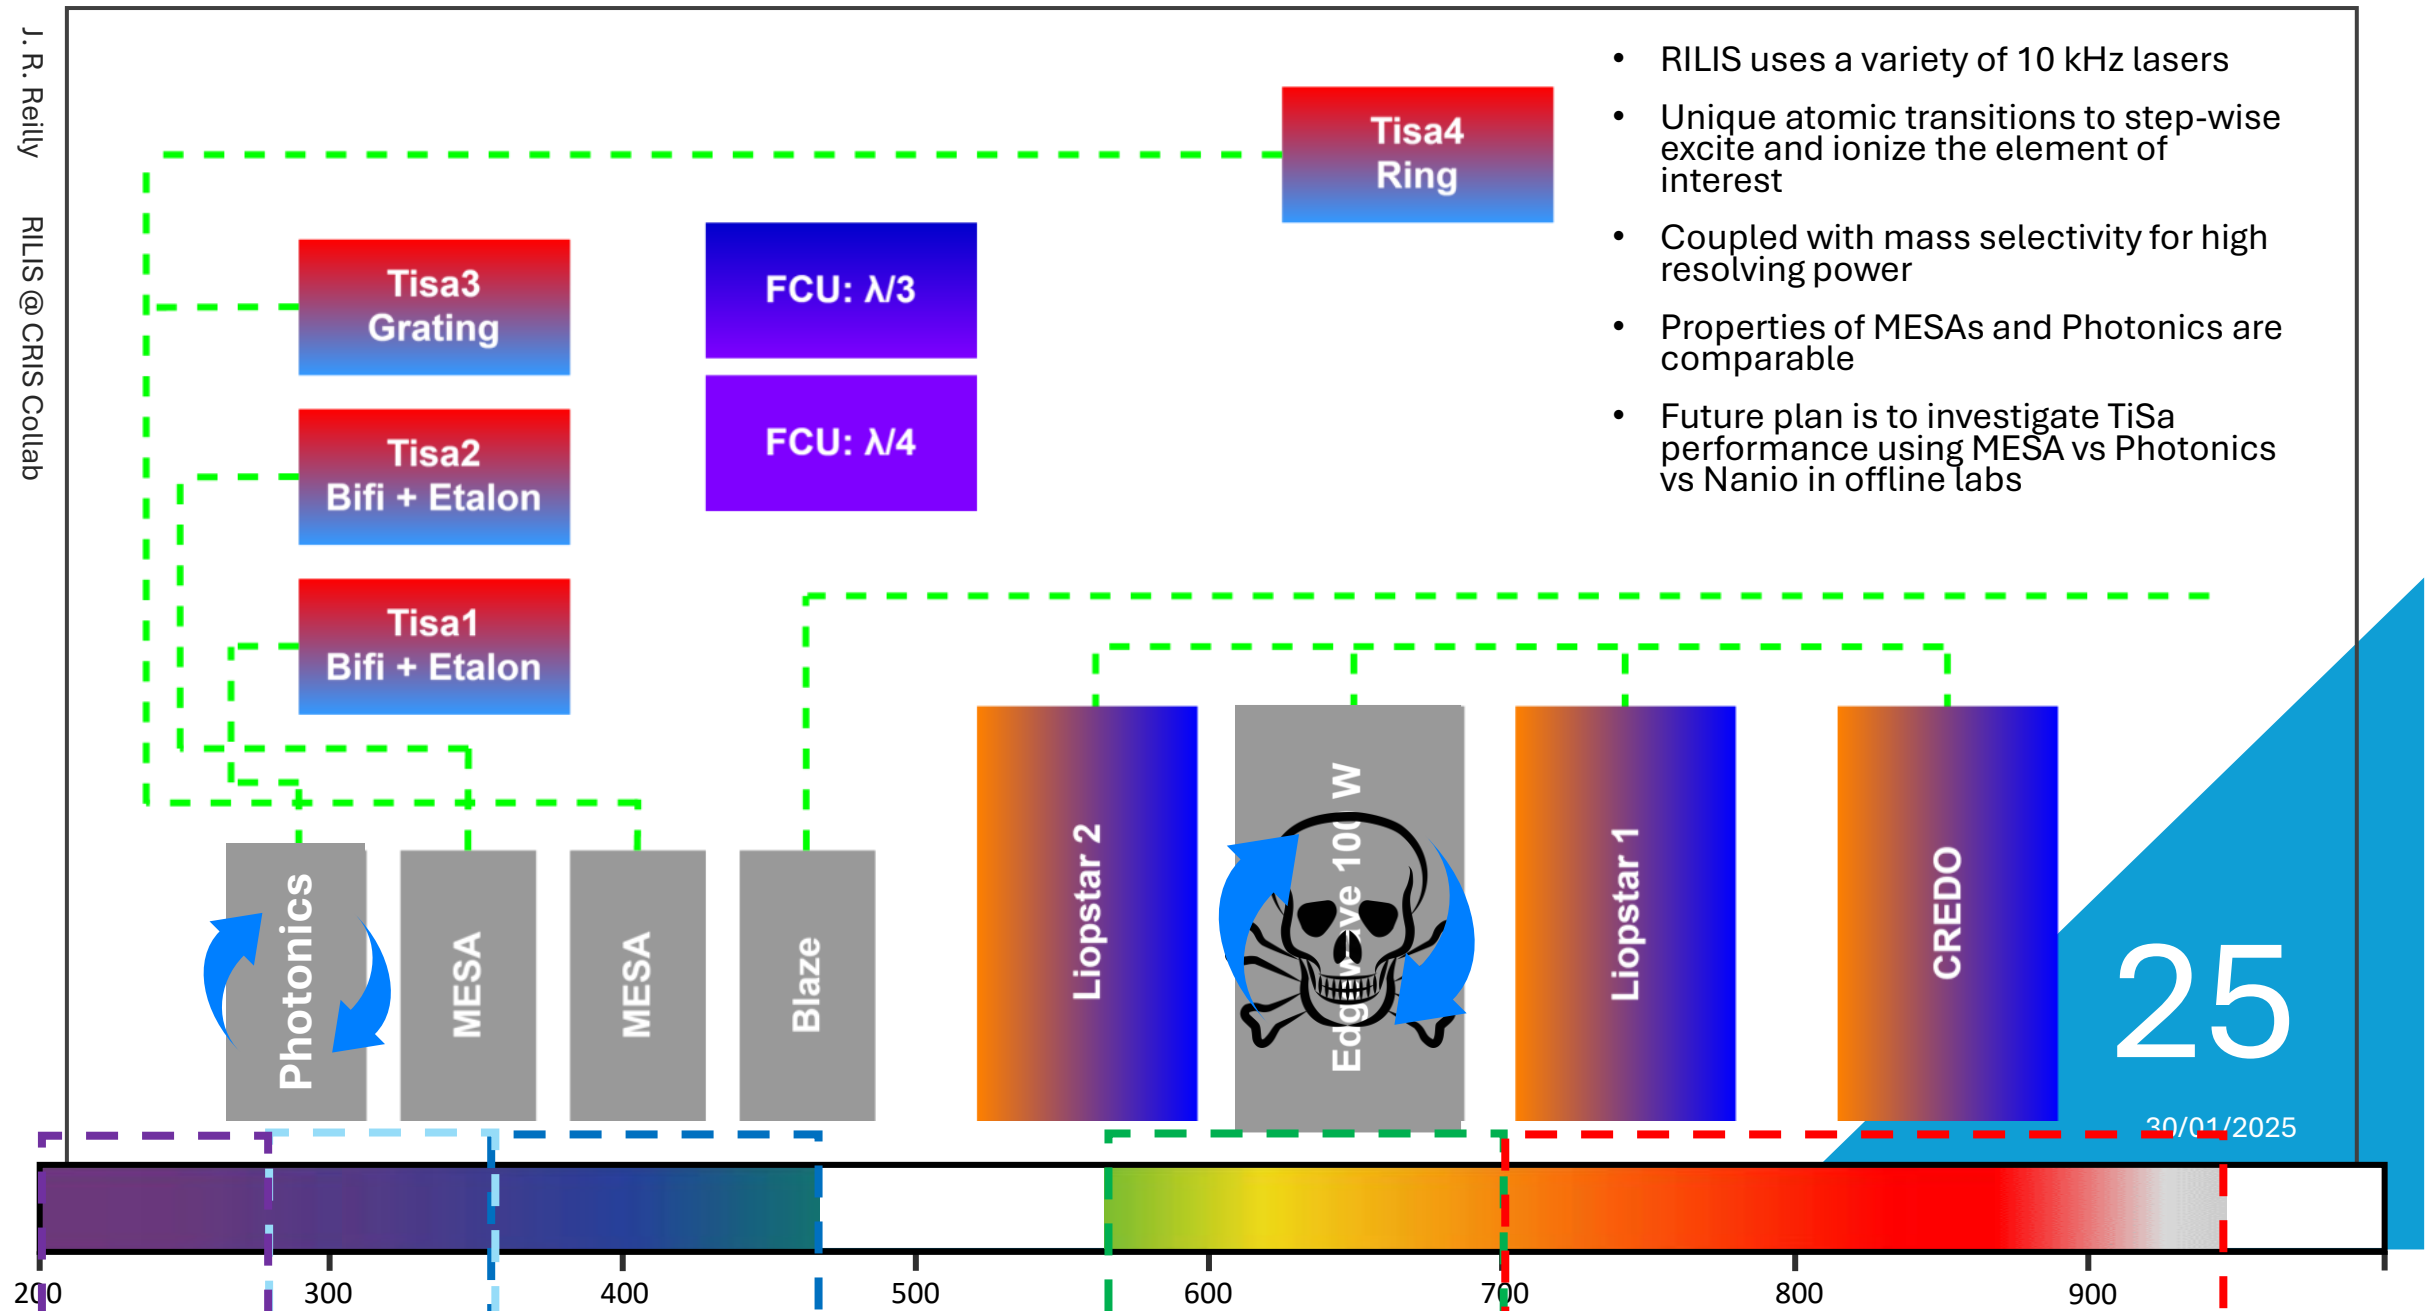 J. R. Reilly
RILIS @ CRIS Collab
• RILIS uses a variety of 10 kHz lasers
• Unique atomic transitions to step-wise
excite and ionize the element of
interest
• Coupled with mass selectivity for high
resolving power
• Properties of MESAs and Photonics are
comparable
• Future plan is to investigate TiSa
performance using MESA vs Photonics
vs Nanio in offline labs
Tisa4
Ring
Tisa3
Grating
FCU: λ/3
Tisa2
Bifi + Etalon
FCU: λ/4
Tisa1
Bifi + Etalon
Photonics
MESA
MESA
Blaze
Liopstar 2
Edgewave 100 W
Liopstar 1
CREDO
25
30/01/2025
200
300
400
500
600
700
800
900